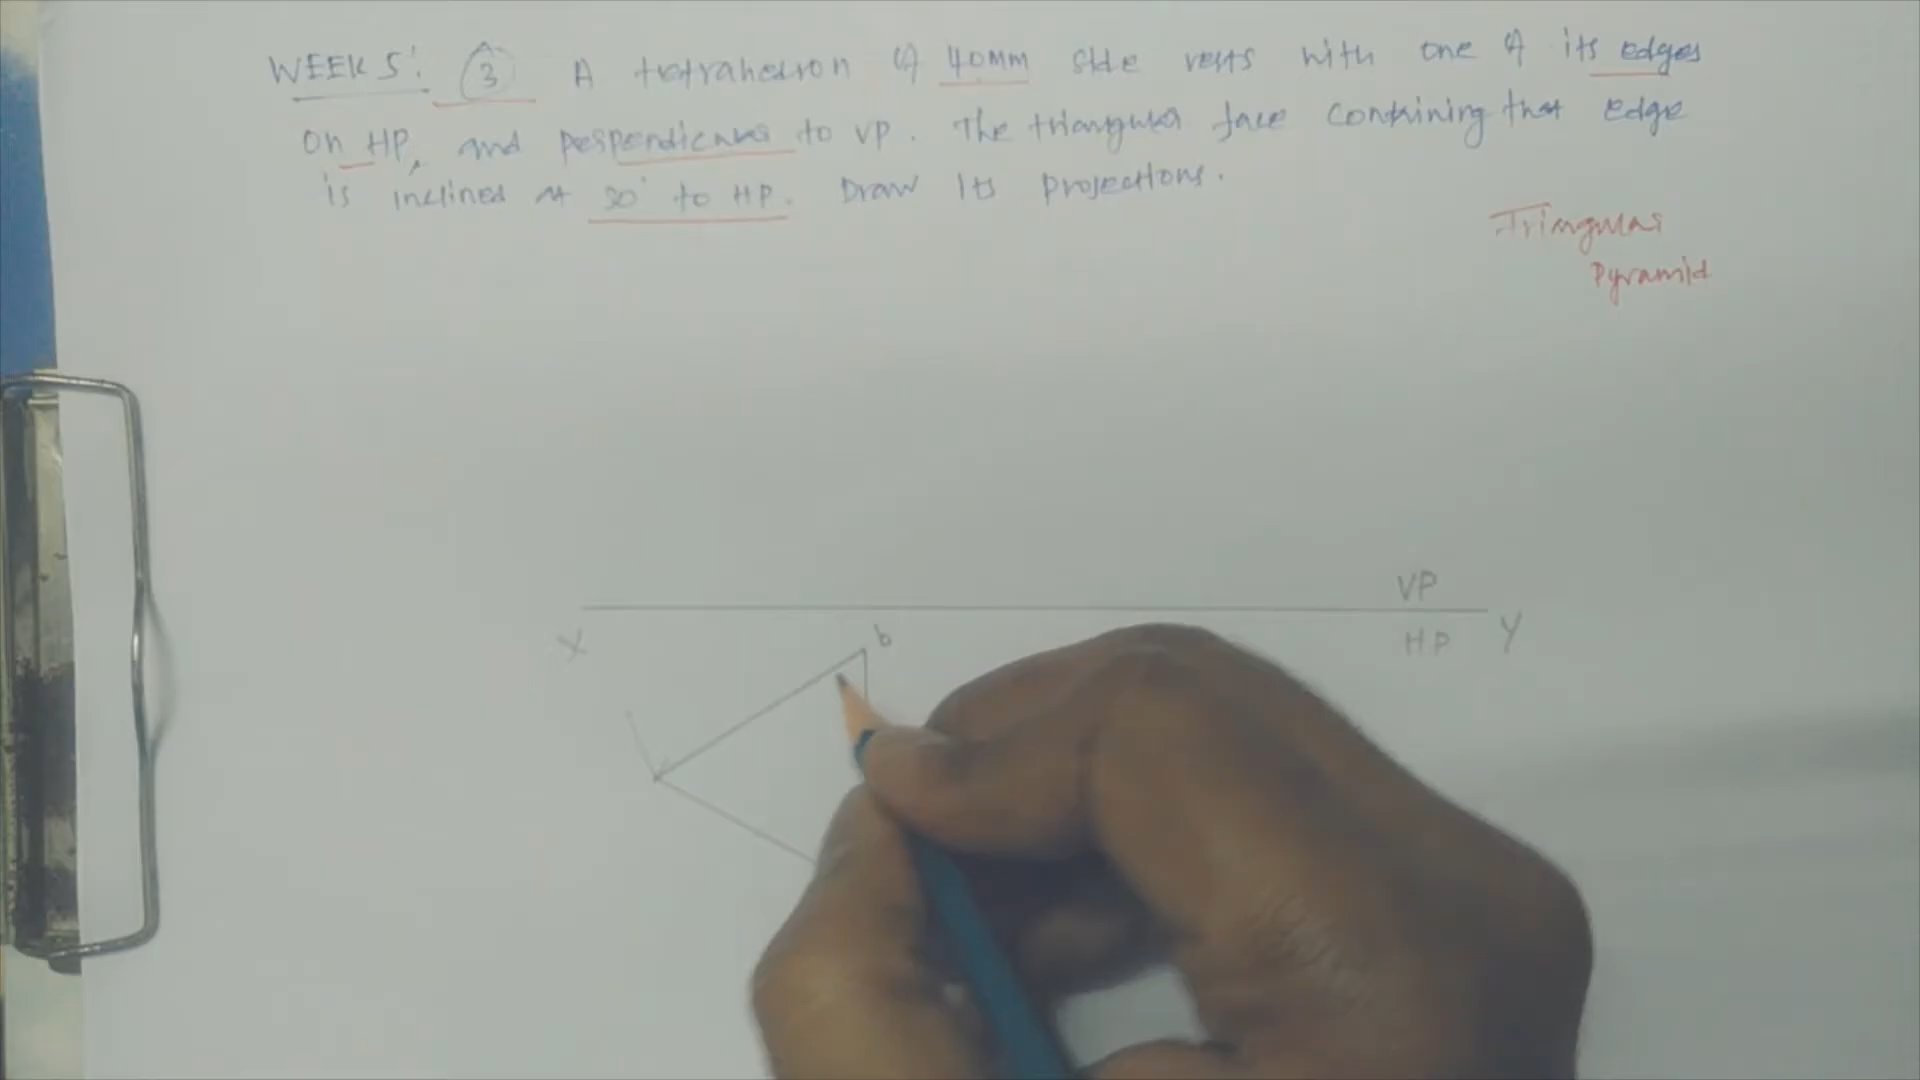 WEEK 5: 3 A tetrahedron of 40MM side rests with one of its edges
on HP, and perpendicular to VP. The triangular face containing that edge
is inclined at 30° to HP. Draw its projections.
Triangular
Pyramid
VP
X HP Y
b